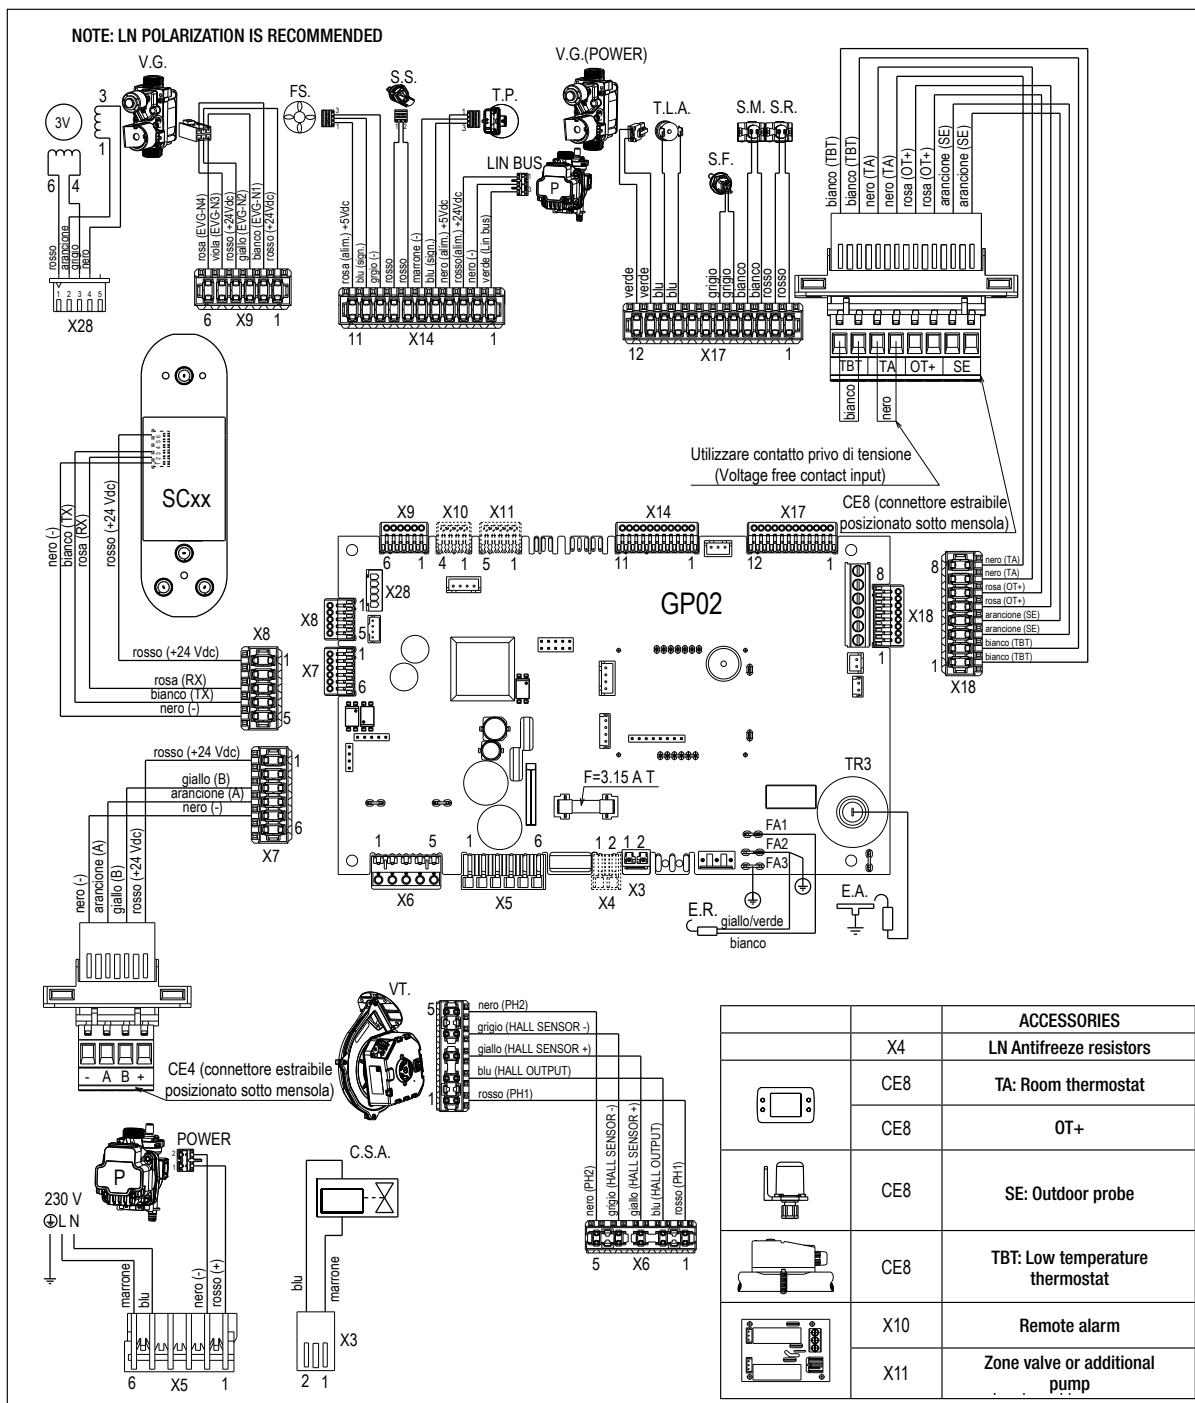 NOTE: LN POLARIZATION IS RECOMMENDED
V.G.
3V
3
1
6
4
rosso
arancione
grigio
nero
1 2 3 4 5
X28
rosa (EVG-N4)
viola (EVG-N3)
rosso (+24Vdc)
giallo (EVG-N2)
bianco (EVG-N1)
rosso (+24Vdc)
6 X9 1
FS.
S.S.
T.P.
LIN BUS
rosa (alim.) +5Vdc
blu (sign.)
grgio (-)
rosso
rosso
marrone (-)
blu (sign.)
nero (alim.) +5Vdc
rosso(alim.) +24Vdc
nero (-)
verde (Lin bus)
11 X14 1
V.G.(POWER)
P
T.L.A.
S.F.
S.M. S.R.
verde
verde
blu
blu
grigio
grigio
bianco
bianco
rosso
rosso
12 X17 1
bianco (TBT)
bianco (TBT)
nero (TA)
nero (TA)
rosa (OT+)
rosa (OT+)
arancione (SE)
arancione (SE)
TBT TA OT+ SE
bianco
nero
Utilizzare contatto privo di tensione
(Voltage free contact input)
CE8 (connettore estraibile
posizionato sotto mensola)
SCxx
nero (-)
bianco (TX)
rosa (RX)
rosso (+24 Vdc)
X8
rosso (+24 Vdc)
rosa (RX)
bianco (TX)
nero (-)
1
5
rosso (+24 Vdc)
giallo (B)
arancione (A)
nero (-)
1
6
X7
X9
6 1
X10
4 1
X11
5 1
X14
11 1
X17
12 1
X28
X8
1
5
X7
1
6
GP02
8
X18
1
8
nero (TA)
nero (TA)
rosa (OT+)
rosa (OT+)
arancione (SE)
arancione (SE)
bianco (TBT)
bianco (TBT)
1
X18
F=3.15 A T
TR3
FA1
FA2
FA3
1 5
X6
1 6
X5
1 2
X4
1 2
X3
E.R.
giallo/verde
bianco
E.A.
nero (-)
arancione (A)
giallo (B)
rosso (+24 Vdc)
- A B +
CE4 (connettore estraibile
posizionato sotto mensola)
VT.
5
1
nero (PH2)
grigio (HALL SENSOR -)
giallo (HALL SENSOR +)
blu (HALL OUTPUT)
rosso (PH1)
nero (PH2)
grigio (HALL SENSOR -)
giallo (HALL SENSOR +)
blu (HALL OUTPUT)
rosso (PH1)
5 X6 1
POWER
2
1
P
230 V
L N
marrone
blu
nero (-)
rosso (+)
6 X5 1
C.S.A.
blu
marrone
X3
2 1
ACCESSORIES
X4 LN Antifreeze resistors
CE8 TA: Room thermostat
CE8 OT+
CE8 SE: Outdoor probe
CE8 TBT: Low temperature
thermostat
X10 Remote alarm
X11 Zone valve or additional
pump